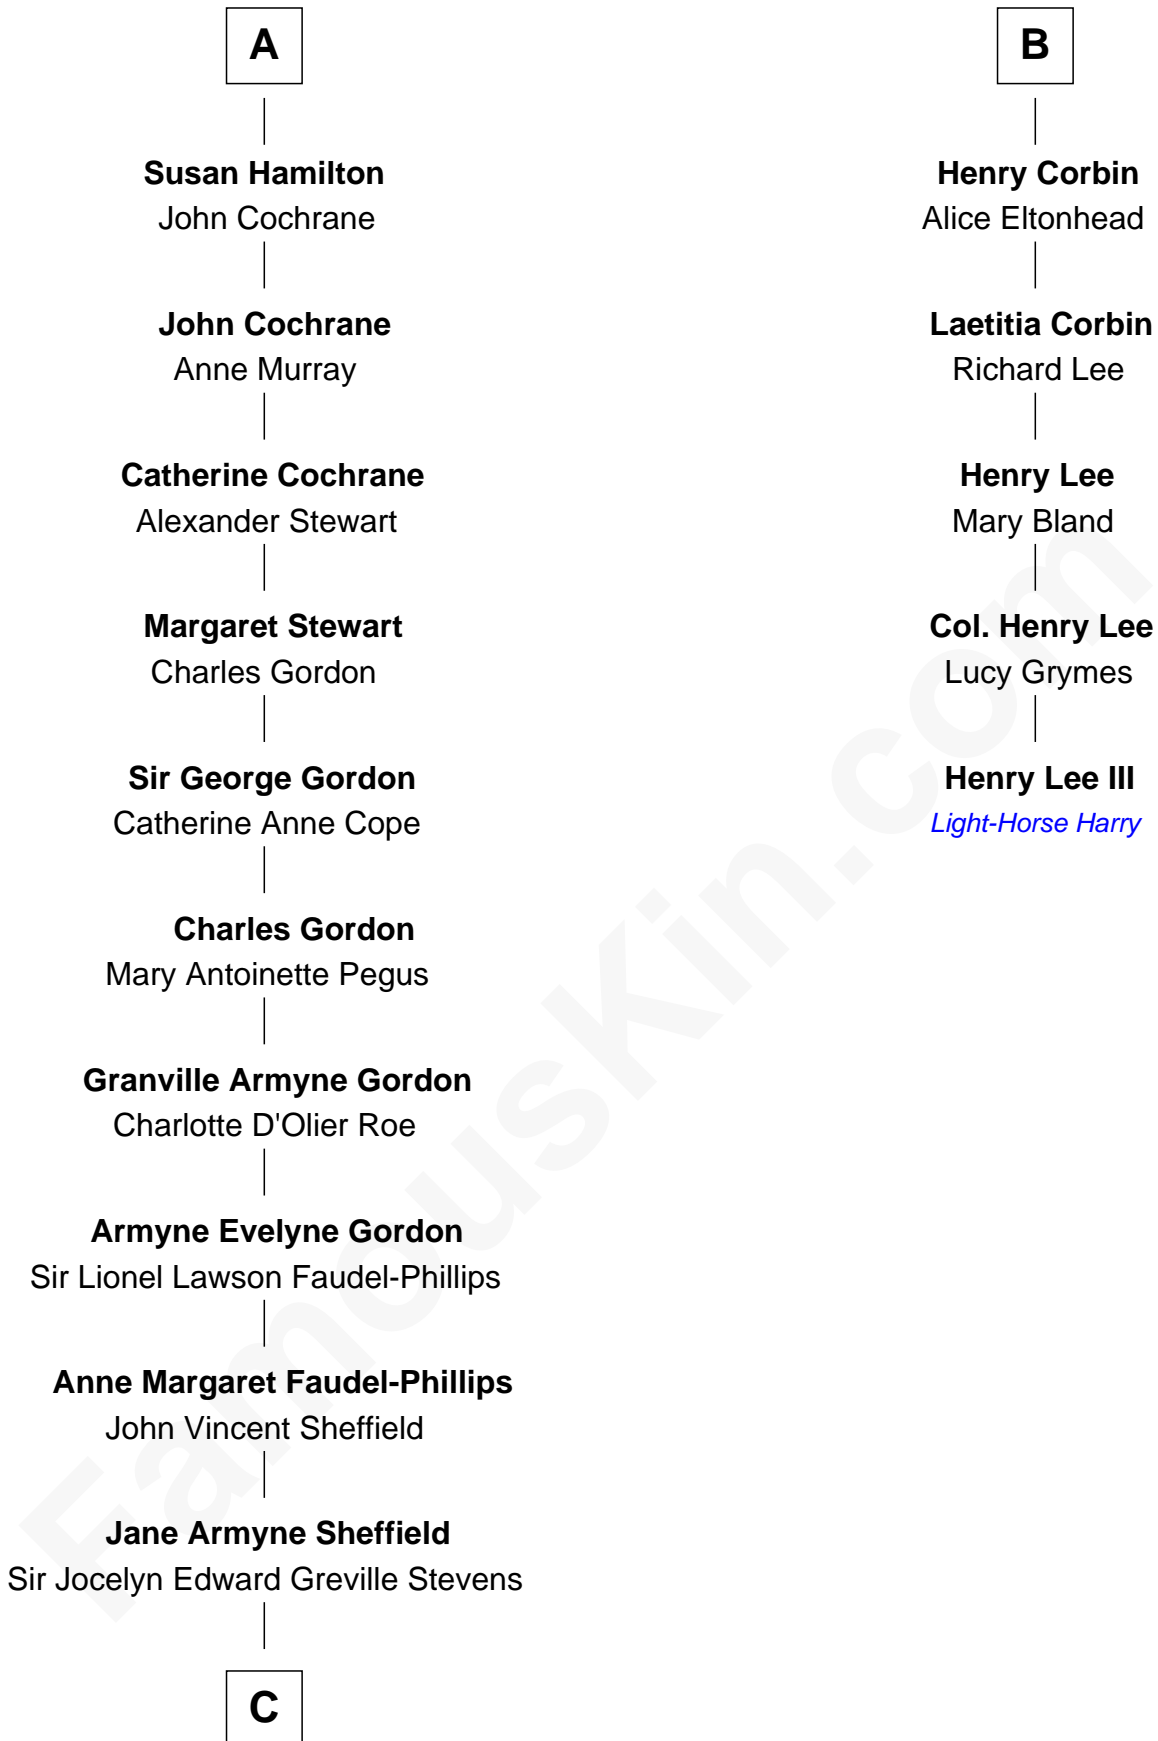 A
Susan Hamilton
John Cochrane
John Cochrane
Anne Murray
Catherine Cochrane
Alexander Stewart
Margaret Stewart
Charles Gordon
Sir George Gordon
Catherine Anne Cope
Charles Gordon
Mary Antoinette Pegus
Granville Armyne Gordon
Charlotte D'Olier Roe
Armyne Evelyne Gordon
Sir Lionel Lawson Faudel-Phillips
Anne Margaret Faudel-Phillips
John Vincent Sheffield
Jane Armyne Sheffield
Sir Jocelyn Edward Greville Stevens
C
B
Henry Corbin
Alice Eltonhead
Laetitia Corbin
Richard Lee
Henry Lee
Mary Bland
Col. Henry Lee
Lucy Grymes
Henry Lee III
Light-Horse Harry
FamousKin.com